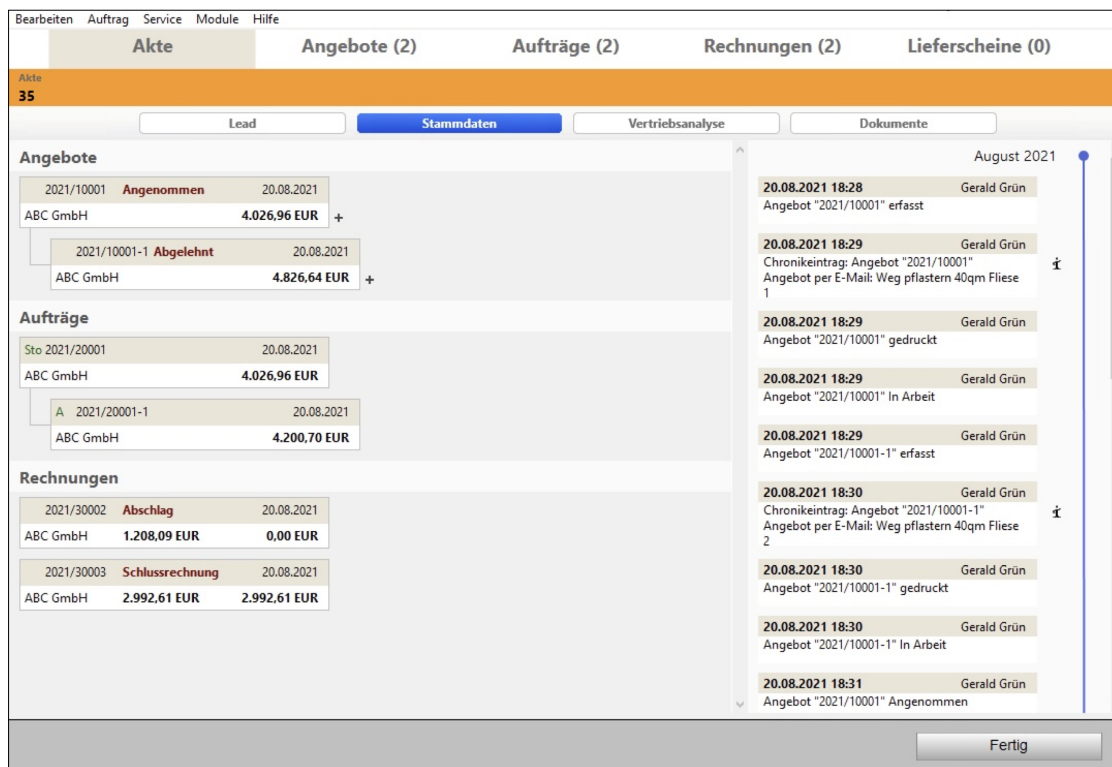 Bearbeiten Auftrag Service Module Hilfe
Akte Angebote (2) Aufträge (2) Rechnungen (2) Lieferscheine (0)
Akte
35
Lead Stammdaten Vertriebsanalyse Dokumente
Angebote
2021/10001 Angenommen 20.08.2021
ABC GmbH 4.026,96 EUR +
2021/10001-1 Abgelehnt 20.08.2021
ABC GmbH 4.826,64 EUR +
Aufträge
Sto 2021/20001 20.08.2021
ABC GmbH 4.026,96 EUR
A 2021/20001-1 20.08.2021
ABC GmbH 4.200,70 EUR
Rechnungen
2021/30002 Abschlag 20.08.2021
ABC GmbH 1.208,09 EUR 0,00 EUR
2021/30003 Schlussrechnung 20.08.2021
ABC GmbH 2.992,61 EUR 2.992,61 EUR
August 2021
20.08.2021 18:28 Gerald Grün
Angebot "2021/10001" erfasst
20.08.2021 18:29 Gerald Grün
Chronikeintrag: Angebot "2021/10001"
Angebot per E-Mail: Weg pflastern 40qm Fliese
1
20.08.2021 18:29 Gerald Grün
Angebot "2021/10001" gedruckt
20.08.2021 18:29 Gerald Grün
Angebot "2021/10001" In Arbeit
20.08.2021 18:29 Gerald Grün
Angebot "2021/10001-1" erfasst
20.08.2021 18:30 Gerald Grün
Chronikeintrag: Angebot "2021/10001-1"
Angebot per E-Mail: Weg pflastern 40qm Fliese
2
20.08.2021 18:30 Gerald Grün
Angebot "2021/10001-1" gedruckt
20.08.2021 18:30 Gerald Grün
Angebot "2021/10001-1" In Arbeit
20.08.2021 18:31 Gerald Grün
Angebot "2021/10001" Angenommen
Fertig